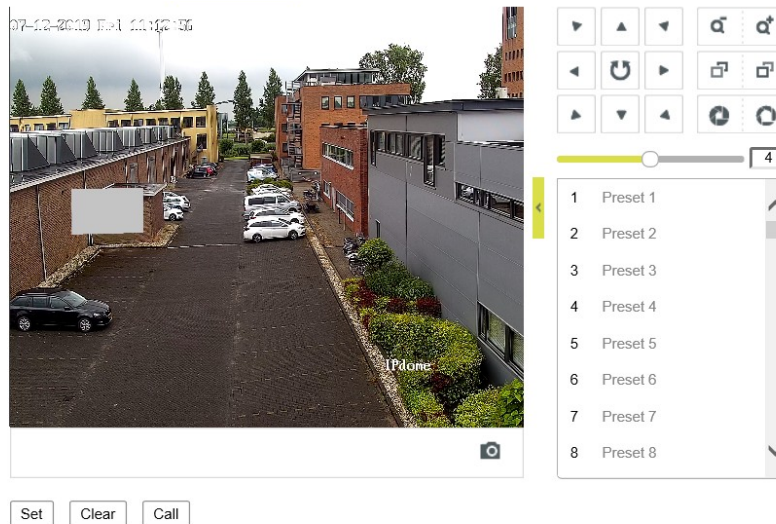 07-12-2019 Fri 11:12:50
4
1 Preset 1
2 Preset 2
3 Preset 3
4 Preset 4
5 Preset 5
IPdome
6 Preset 6
7 Preset 7
8 Preset 8
Set Clear Call